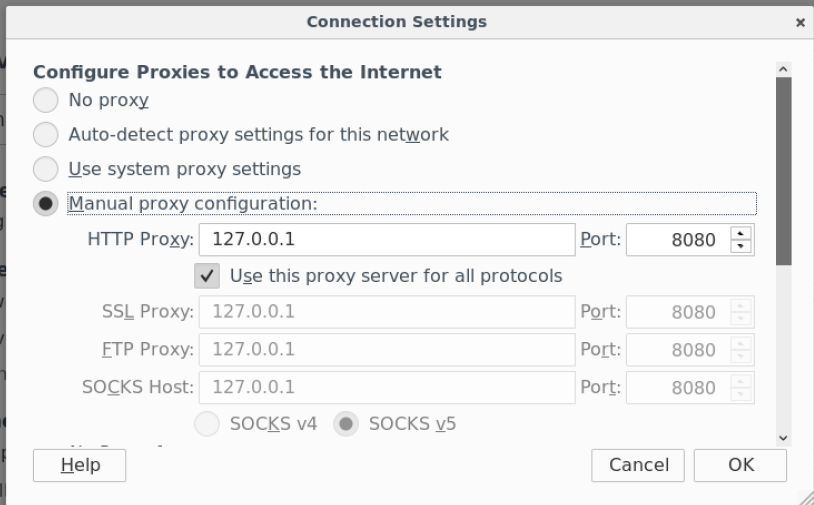 Connection Settings
Configure Proxies to Access the Internet
No proxy
Auto-detect proxy settings for this network
Use system proxy settings
Manual proxy configuration:
HTTP Proxy: 127.0.0.1 Port: 8080
Use this proxy server for all protocols
SSL Proxy: 127.0.0.1 Port: 8080
FTP Proxy: 127.0.0.1 Port: 8080
SOCKS Host: 127.0.0.1 Port: 8080
SOCKS v4 SOCKS v5
Help Cancel OK